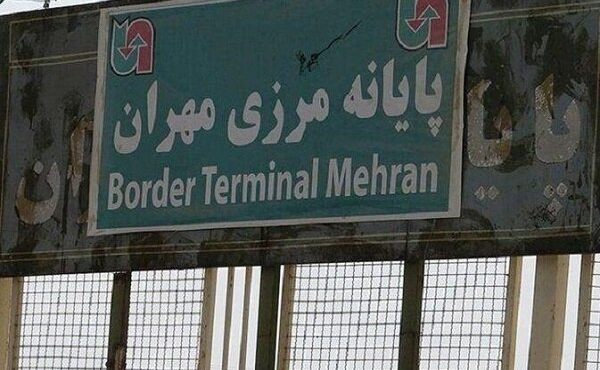 پایانه مرزی مهران
Border Terminal Mehran